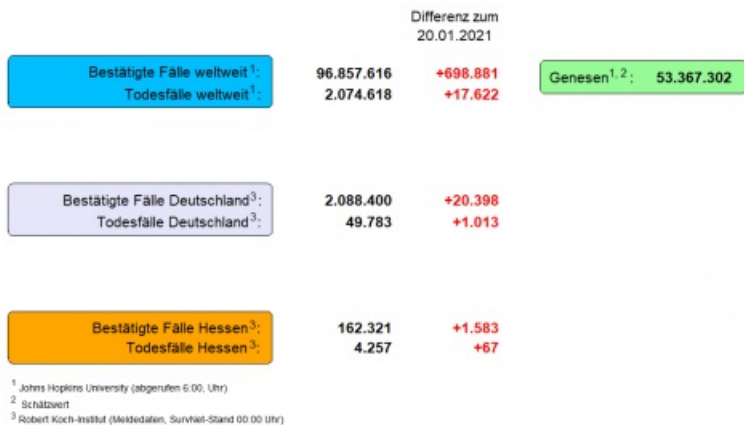 Differenz zum
20.01.2021
Bestätigte Fälle weltweit¹: 96.857.616 +698.881 Genesen¹,²: 53.367.302
Todesfälle weltweit¹: 2.074.618 +17.622
Bestätigte Fälle Deutschland³: 2.088.400 +20.398
Todesfälle Deutschland³: 49.783 +1.013
Bestätigte Fälle Hessen³: 162.321 +1.583
Todesfälle Hessen³: 4.257 +67
¹ Johns Hopkins University (abgerufen 6:00, Uhr)
² Schätzwert
³ Robert Koch-Institut (Meldedaten, SurvNet-Stand 00:00 Uhr)